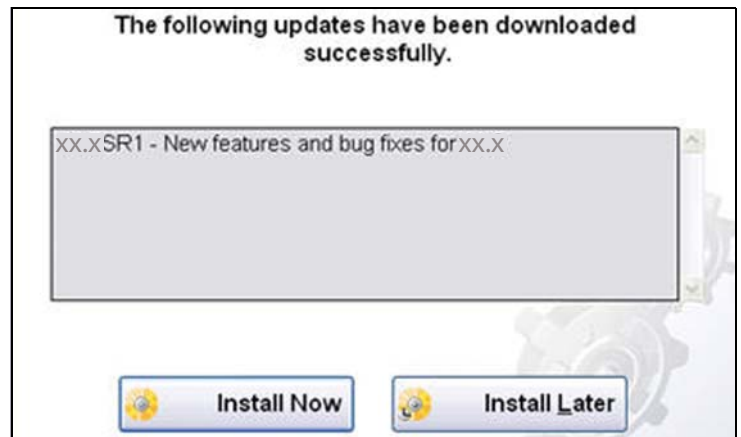 The following updates have been downloaded
successfully.
xx.xSR1 - New features and bug fixes for xx.x
Install Now
Install Later